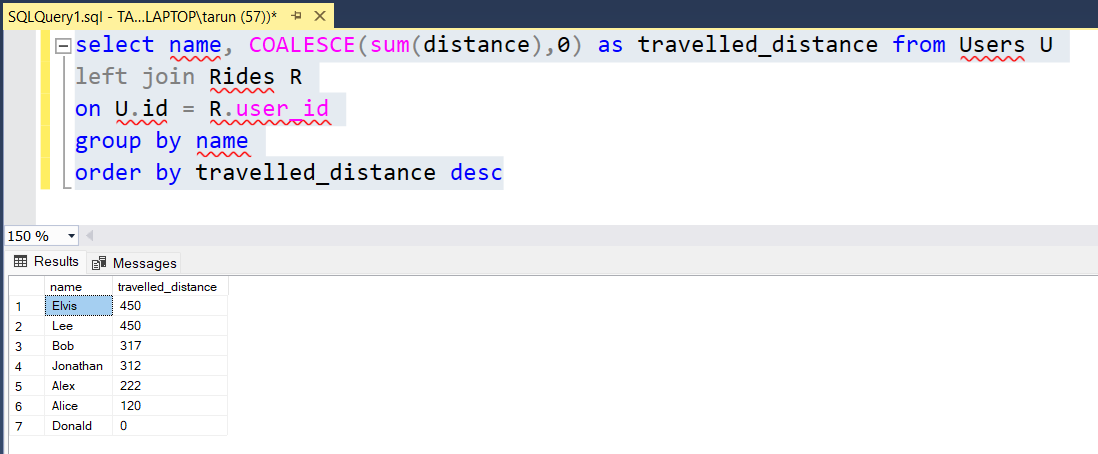 SQLQuery1.sql - TA...LAPTOP\tarun (57))*
select name, COALESCE(sum(distance),0) as travelled_distance from Users U
left join Rides R
on U.id = R.user_id
group by name
order by travelled_distance desc
150 %
Results Messages
name travelled_distance
1 Elvis 450
2 Lee 450
3 Bob 317
4 Jonathan 312
5 Alex 222
6 Alice 120
7 Donald 0